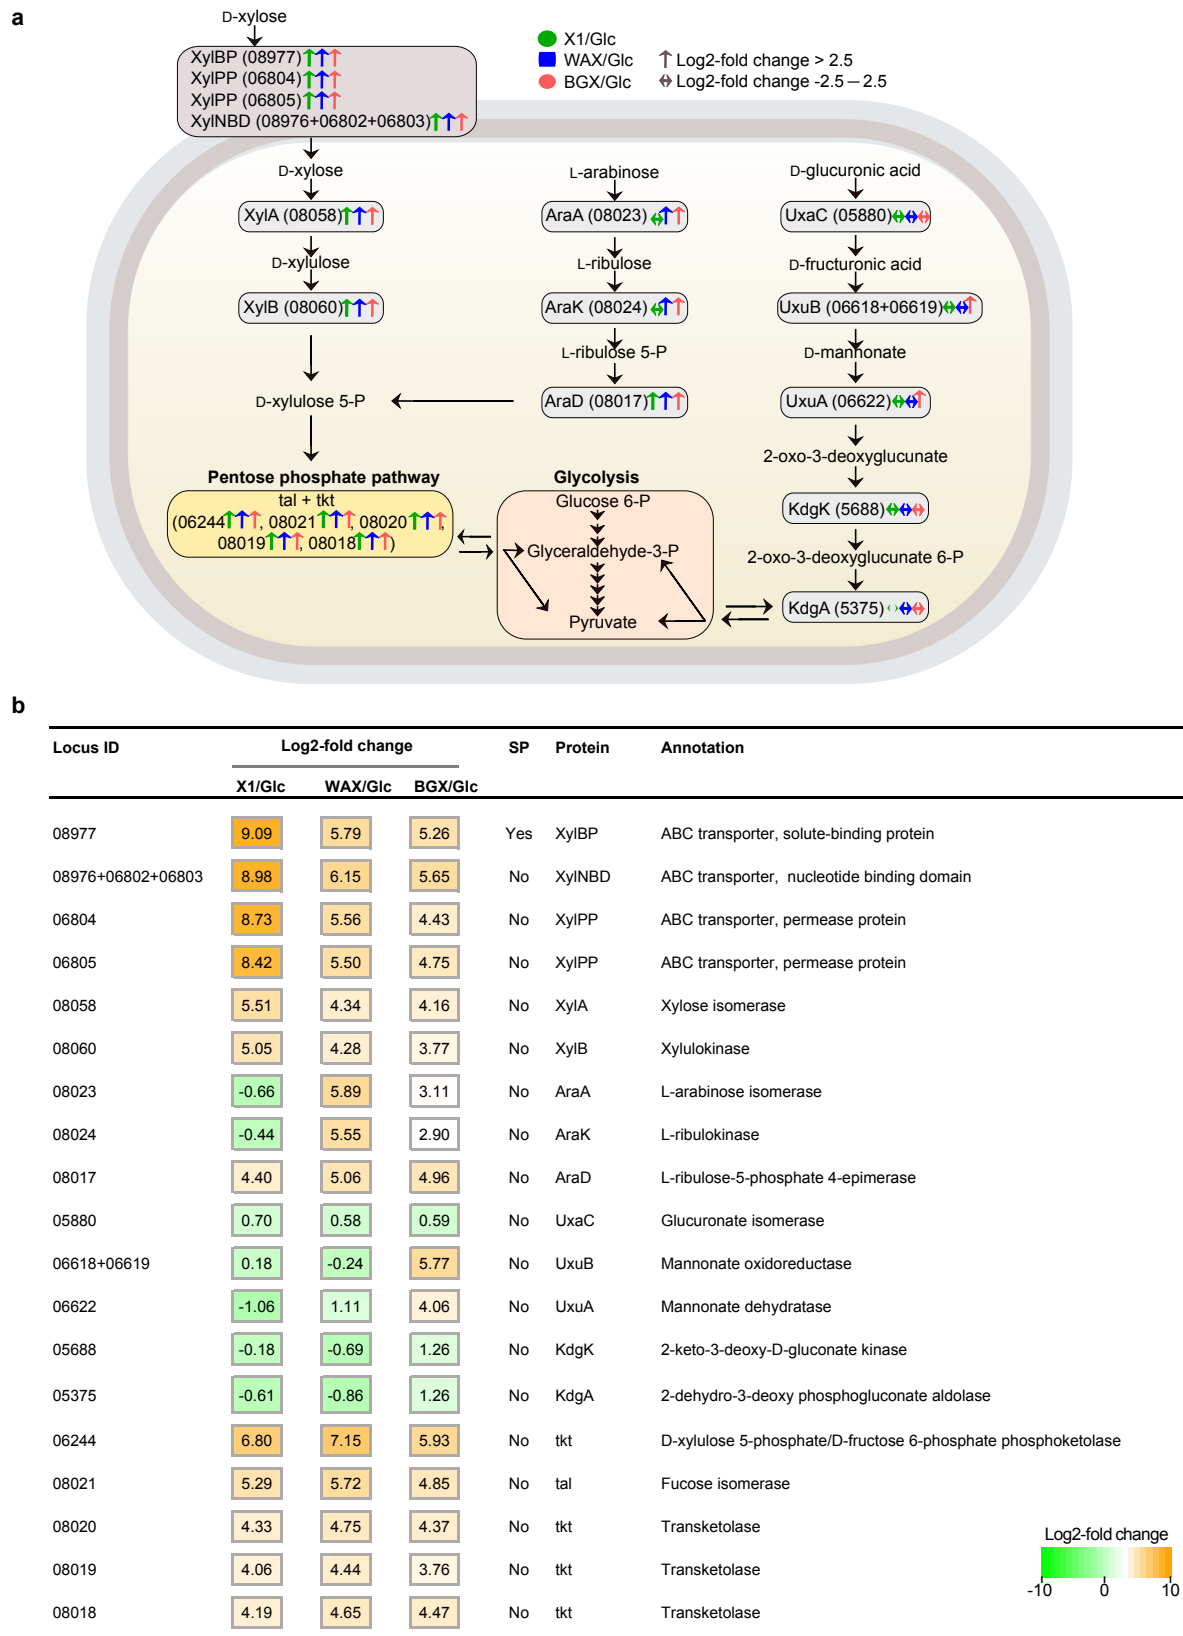 a
D-xylose
X1/Glc
WAX/Glc
BGX/Glc
Log2-fold change > 2.5
Log2-fold change -2.5 – 2.5
XylBP (08977)
XylPP (06804)
XylPP (06805)
XylNBD (08976+06802+06803)
D-xylose
XylA (08058)
D-xylulose
XylB (08060)
D-xylulose 5-P
L-arabinose
AraA (08023)
L-ribulose
AraK (08024)
L-ribulose 5-P
AraD (08017)
D-glucuronic acid
UxaC (05880)
D-fructuronic acid
UxuB (06618+06619)
D-mannonate
UxuA (06622)
2-oxo-3-deoxyglucunate
KdgK (5688)
2-oxo-3-deoxyglucunate 6-P
KdgA (5375)
Pentose phosphate pathway
tal + tkt
(06244, 08021, 08020,
08019, 08018)
Glycolysis
Glucose 6-P
Glyceraldehyde-3-P
Pyruvate
b
Locus ID Log2-fold change SP Protein Annotation
X1/Glc WAX/Glc BGX/Glc
08977 9.09 5.79 5.26 Yes XylBP ABC transporter, solute-binding protein
08976+06802+06803 8.98 6.15 5.65 No XylNBD ABC transporter, nucleotide binding domain
06804 8.73 5.56 4.43 No XylPP ABC transporter, permease protein
06805 8.42 5.50 4.75 No XylPP ABC transporter, permease protein
08058 5.51 4.34 4.16 No XylA Xylose isomerase
08060 5.05 4.28 3.77 No XylB Xylulokinase
08023 -0.66 5.89 3.11 No AraA L-arabinose isomerase
08024 -0.44 5.55 2.90 No AraK L-ribulokinase
08017 4.40 5.06 4.96 No AraD L-ribulose-5-phosphate 4-epimerase
05880 0.70 0.58 0.59 No UxaC Glucuronate isomerase
06618+06619 0.18 -0.24 5.77 No UxuB Mannonate oxidoreductase
06622 -1.06 1.11 4.06 No UxuA Mannonate dehydratase
05688 -0.18 -0.69 1.26 No KdgK 2-keto-3-deoxy-D-gluconate kinase
05375 -0.61 -0.86 1.26 No KdgA 2-dehydro-3-deoxy phosphogluconate aldolase
06244 6.80 7.15 5.93 No tkt D-xylulose 5-phosphate/D-fructose 6-phosphate phosphoketolase
08021 5.29 5.72 4.85 No tal Fucose isomerase
08020 4.33 4.75 4.37 No tkt Transketolase
08019 4.06 4.44 3.76 No tkt Transketolase
08018 4.19 4.65 4.47 No tkt Transketolase
Log2-fold change
-10 0 10